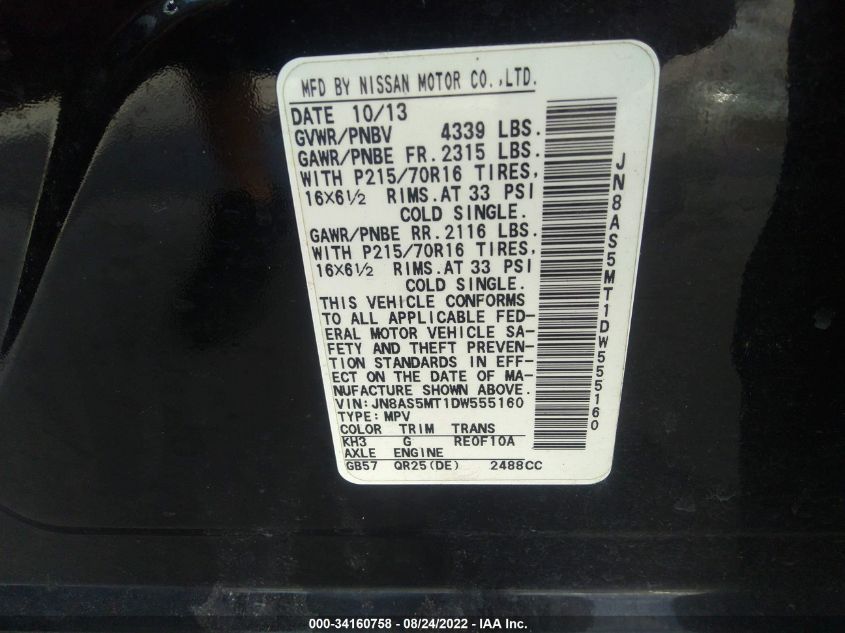 MFD BY NISSAN MOTOR CO.,LTD.
DATE 10/13
GVWR/PNBV 4339 LBS.
GAWR/PNBE FR.2315 LBS.
WITH P215/70R16 TIRES,
16X6½ RIMS.AT 33 PSI
COLD SINGLE.
GAWR/PNBE RR.2116 LBS.
WITH P215/70R16 TIRES,
16X6½ RIMS.AT 33 PSI
COLD SINGLE.
THIS VEHICLE CONFORMS
TO ALL APPLICABLE FED-
ERAL MOTOR VEHICLE SA-
FETY AND THEFT PREVEN-
TION STANDARDS IN EFF-
ECT ON THE DATE OF MA-
NUFACTURE SHOWN ABOVE.
VIN:JN8AS5MT1DW555160
TYPE:MPV
COLOR TRIM TRANS
KH3 G RE0F10A
AXLE ENGINE
GB57 QR25(DE) 2488CC
JN8AS5MT1DW555160
000-34160758 - 08/24/2022 - IAA Inc.